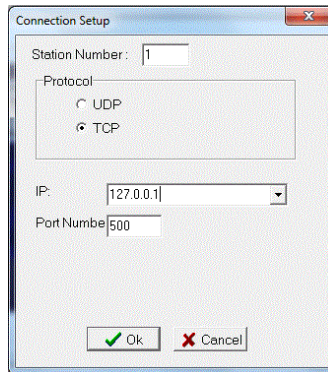 Connection Setup
Station Number : 1
Protocol
UDP
TCP
IP: 127.0.0.1
Port Numbe 500
Ok Cancel